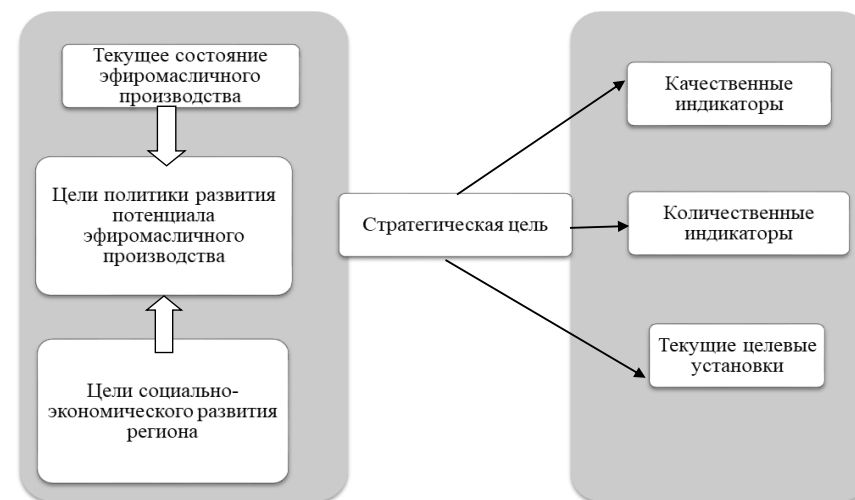 Текущее состояние
эфиромасличного
производства
Цели политики развития
потенциала
эфиромасличного
производства
Цели социально-
экономического развития
региона
Стратегическая цель
Качественные
индикаторы
Количественные
индикаторы
Текущие целевые
установки